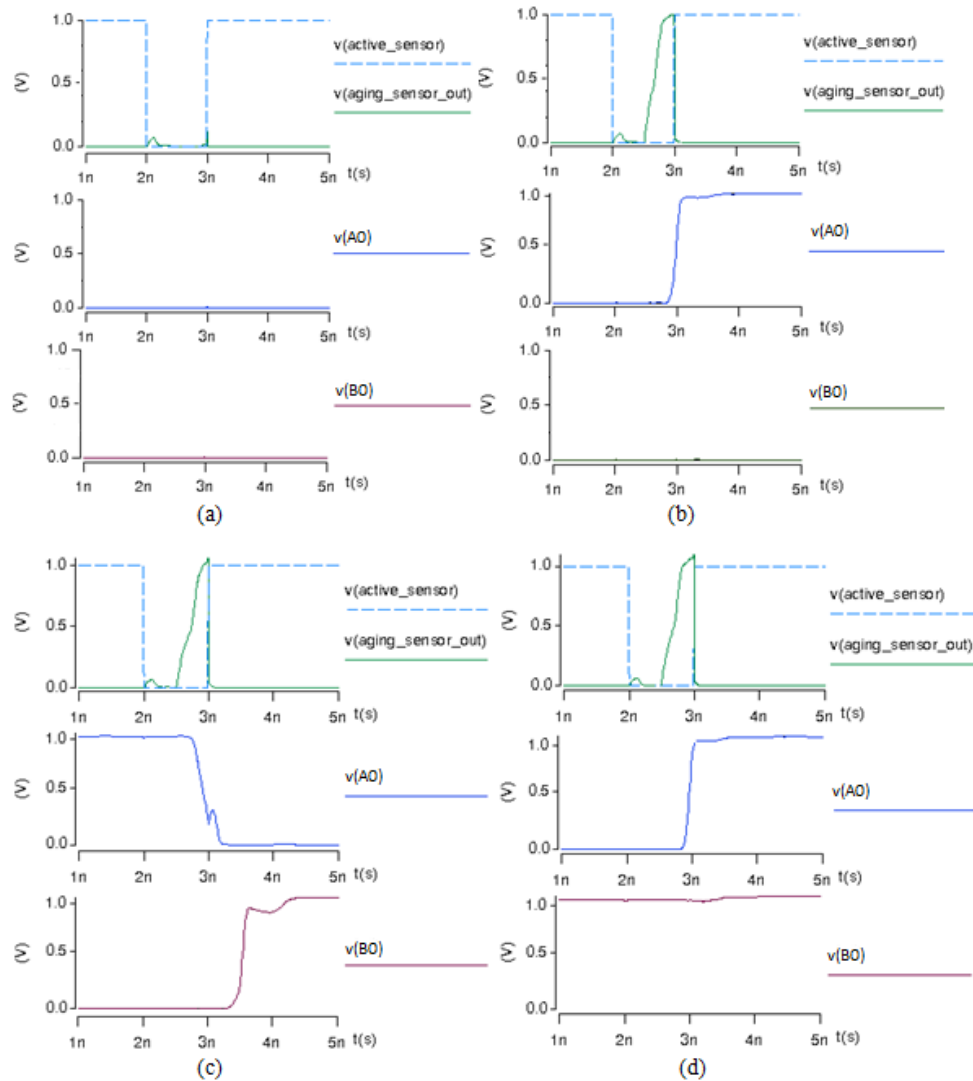 1.0
0.5
0.0
(V)
1n 2n 3n 4n 5n t(s)
v(active_sensor)
v(aging_sensor_out)
1.0
0.5
0.0
(V)
1n 2n 3n 4n 5n t(s)
v(A0)
1.0
0.5
0.0
(V)
1n 2n 3n 4n 5n t(s)
v(B0)
(a)
1.0
0.5
0.0
(V)
1n 2n 3n 4n 5n t(s)
v(active_sensor)
v(aging_sensor_out)
1.0
0.5
0.0
(V)
1n 2n 3n 4n 5n t(s)
v(A0)
1.0
0.5
0.0
(V)
1n 2n 3n 4n 5n t(s)
v(B0)
(b)
1.0
0.5
0.0
(V)
1n 2n 3n 4n 5n t(s)
v(active_sensor)
v(aging_sensor_out)
1.0
0.5
0.0
(V)
1n 2n 3n 4n 5n t(s)
v(A0)
1.0
0.5
0.0
(V)
1n 2n 3n 4n 5n t(s)
v(B0)
(c)
1.0
0.5
0.0
(V)
1n 2n 3n 4n 5n t(s)
v(active_sensor)
v(aging_sensor_out)
1.0
0.5
0.0
(V)
1n 2n 3n 4n 5n t(s)
v(A0)
1.0
0.5
0.0
(V)
1n 2n 3n 4n 5n t(s)
v(B0)
(d)